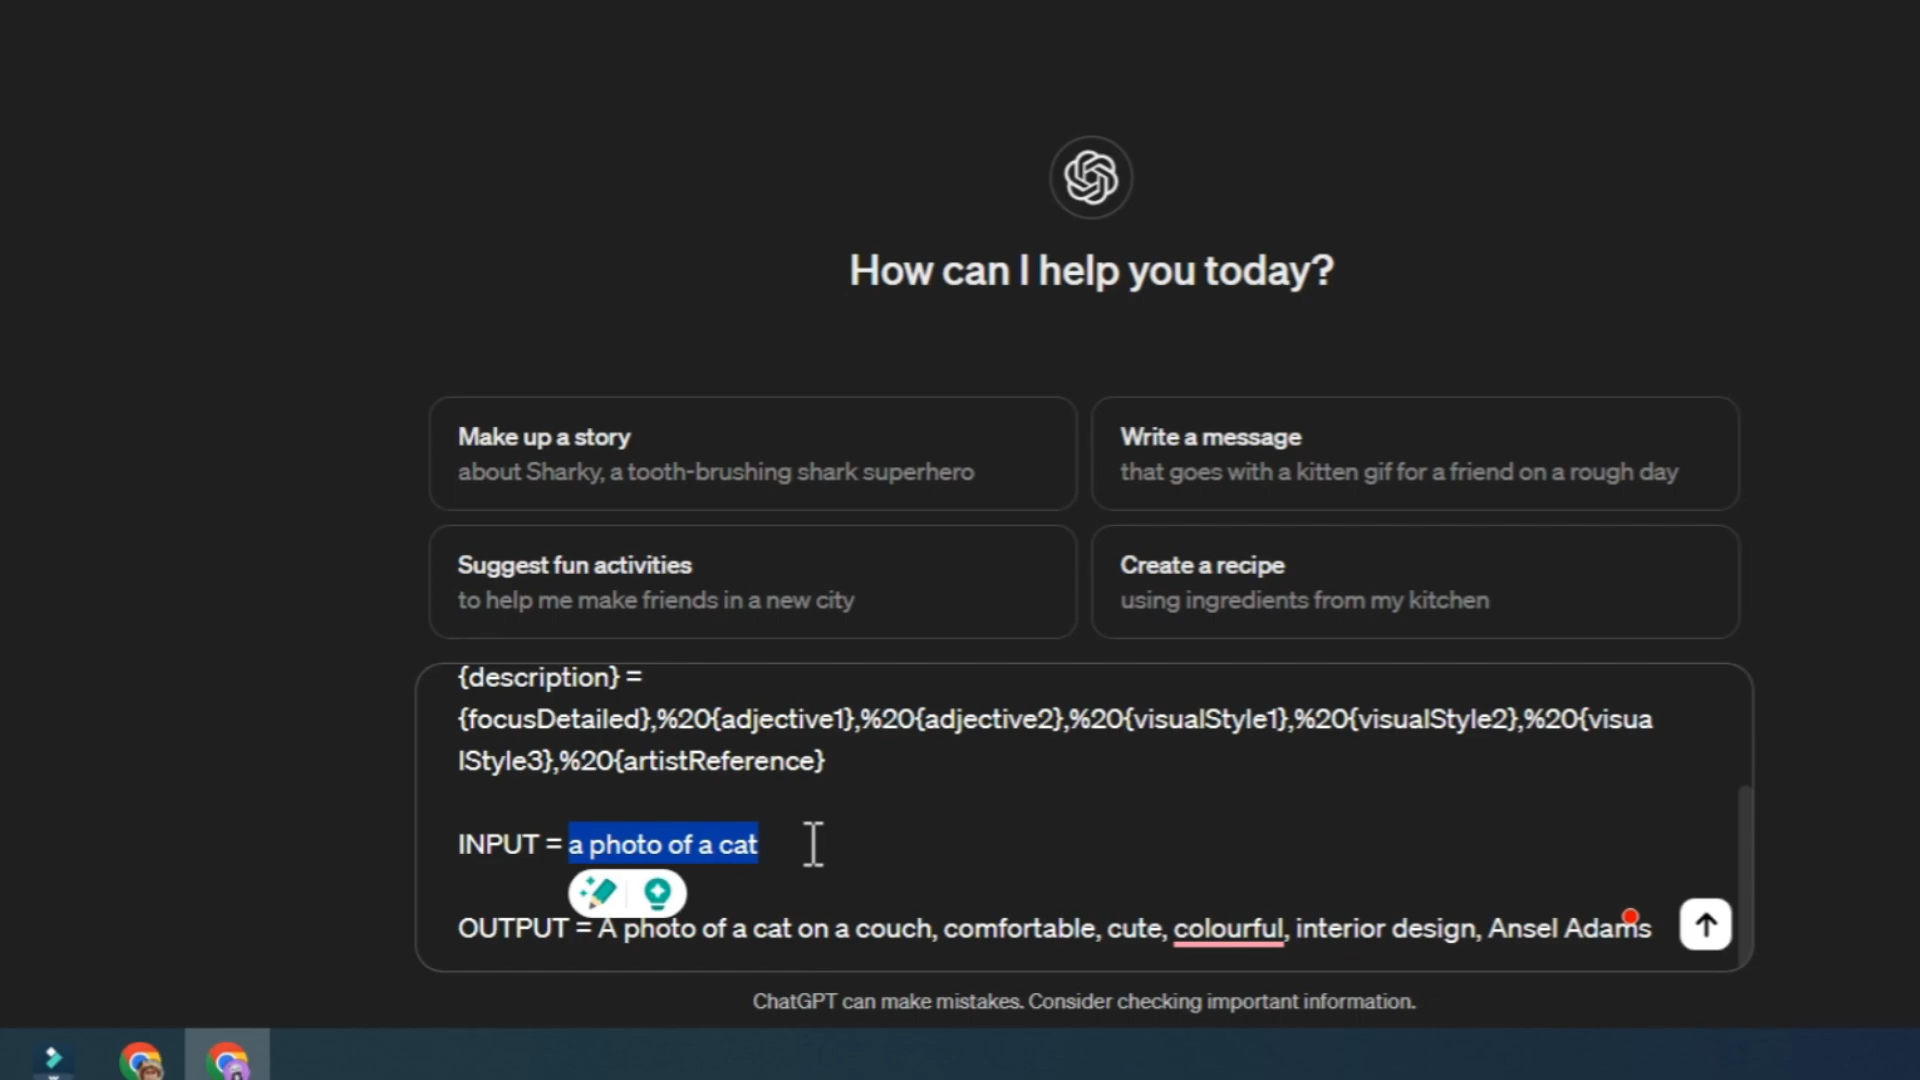 How can I help you today?
Make up a story
about Sharky, a tooth-brushing shark superhero
Write a message
that goes with a kitten gif for a friend on a rough day
Suggest fun activities
to help me make friends in a new city
Create a recipe
using ingredients from my kitchen
{description} =
{focusDetailed},%20{adjective1},%20{adjective2},%20{visualStyle1},%20{visualStyle2},%20{visua
lStyle3},%20{artistReference}
INPUT = a photo of a cat
OUTPUT = A photo of a cat on a couch, comfortable, cute, colourful, interior design, Ansel Adams
ChatGPT can make mistakes. Consider checking important information.